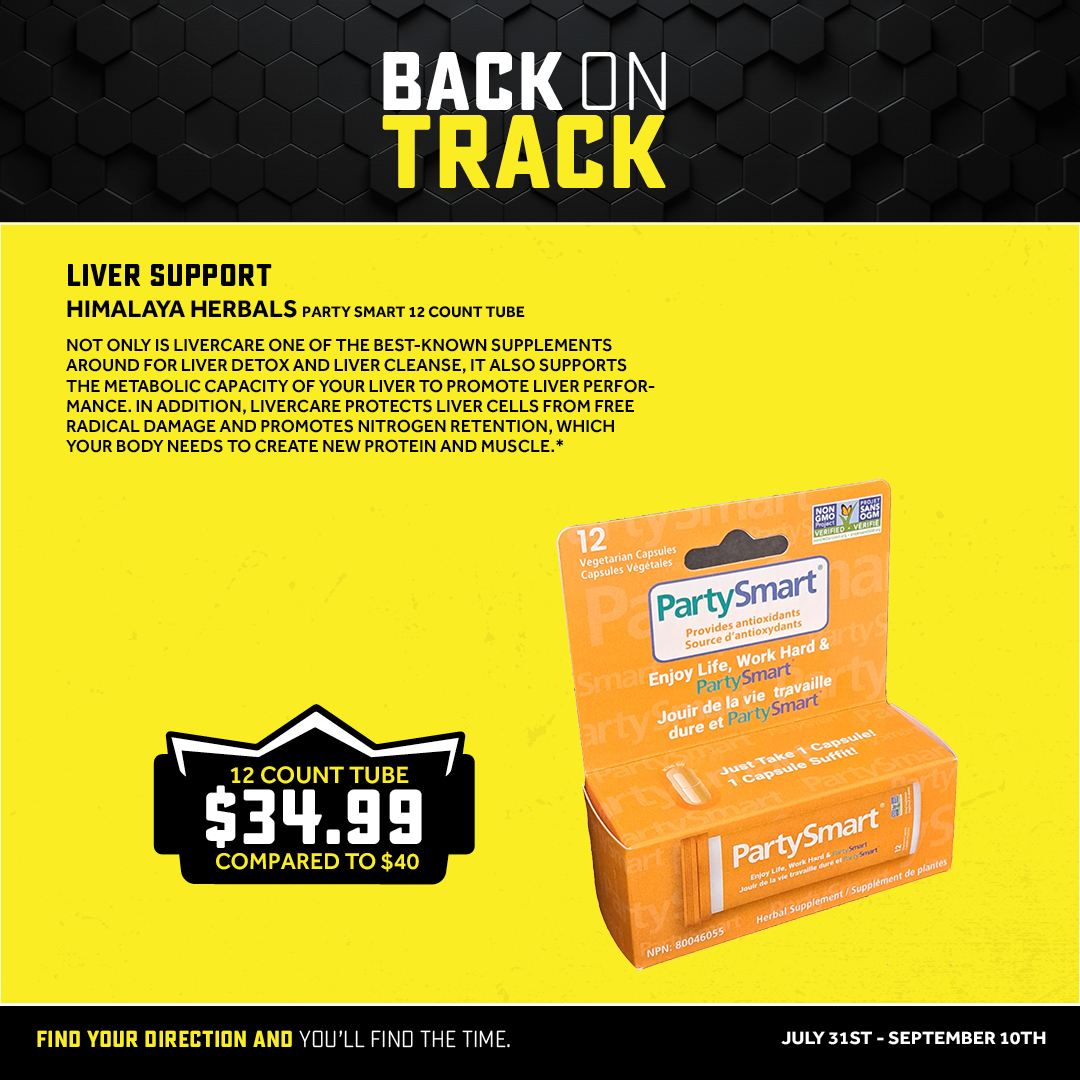 BACK ON
TRACK
LIVER SUPPORT
HIMALAYA HERBALS PARTY SMART 12 COUNT TUBE
NOT ONLY IS LIVERCARE ONE OF THE BEST-KNOWN SUPPLEMENTS
AROUND FOR LIVER DETOX AND LIVER CLEANSE, IT ALSO SUPPORTS
THE METABOLIC CAPACITY OF YOUR LIVER TO PROMOTE LIVER PERFOR-
MANCE. IN ADDITION, LIVERCARE PROTECTS LIVER CELLS FROM FREE
RADICAL DAMAGE AND PROMOTES NITROGEN RETENTION, WHICH
YOUR BODY NEEDS TO CREATE NEW PROTEIN AND MUSCLE.*
12
Vegetarian Capsules
Capsules Végétales
NON
GMO
Project
VERIFIED
PROJET
SANS
OGM
VÉRIFIÉ
PartySmart®
Provides antioxidants
Source d'antioxydants
Enjoy Life, Work Hard &
PartySmart
Jouir de la vie travaille
dure et PartySmart
Just Take 1 Capsule!
1 Capsule Suffit!
PartySmart®
Enjoy Life, Work Hard & PartySmart
Jouir de la vie travaille dure et PartySmart
12
Herbal Supplement / Supplément de plantes
NPN: 80046055
12 COUNT TUBE
$34.99
COMPARED TO $40
FIND YOUR DIRECTION AND YOU'LL FIND THE TIME.
JULY 31ST - SEPTEMBER 10TH